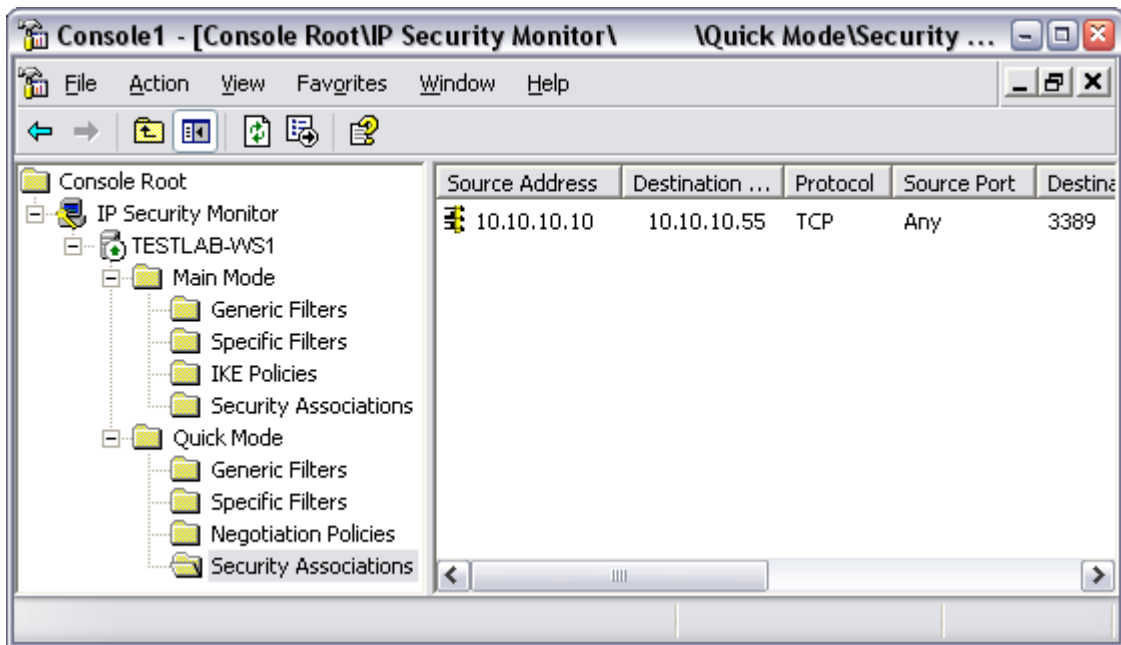 Console1 - [Console Root\IP Security Monitor\ \Quick Mode\Security ...
File Action View Favorites Window Help
Console Root
IP Security Monitor
TESTLAB-WS1
Main Mode
Generic Filters
Specific Filters
IKE Policies
Security Associations
Quick Mode
Generic Filters
Specific Filters
Negotiation Policies
Security Associations
Source Address Destination ... Protocol Source Port Destina
10.10.10.10 10.10.10.55 TCP Any 3389